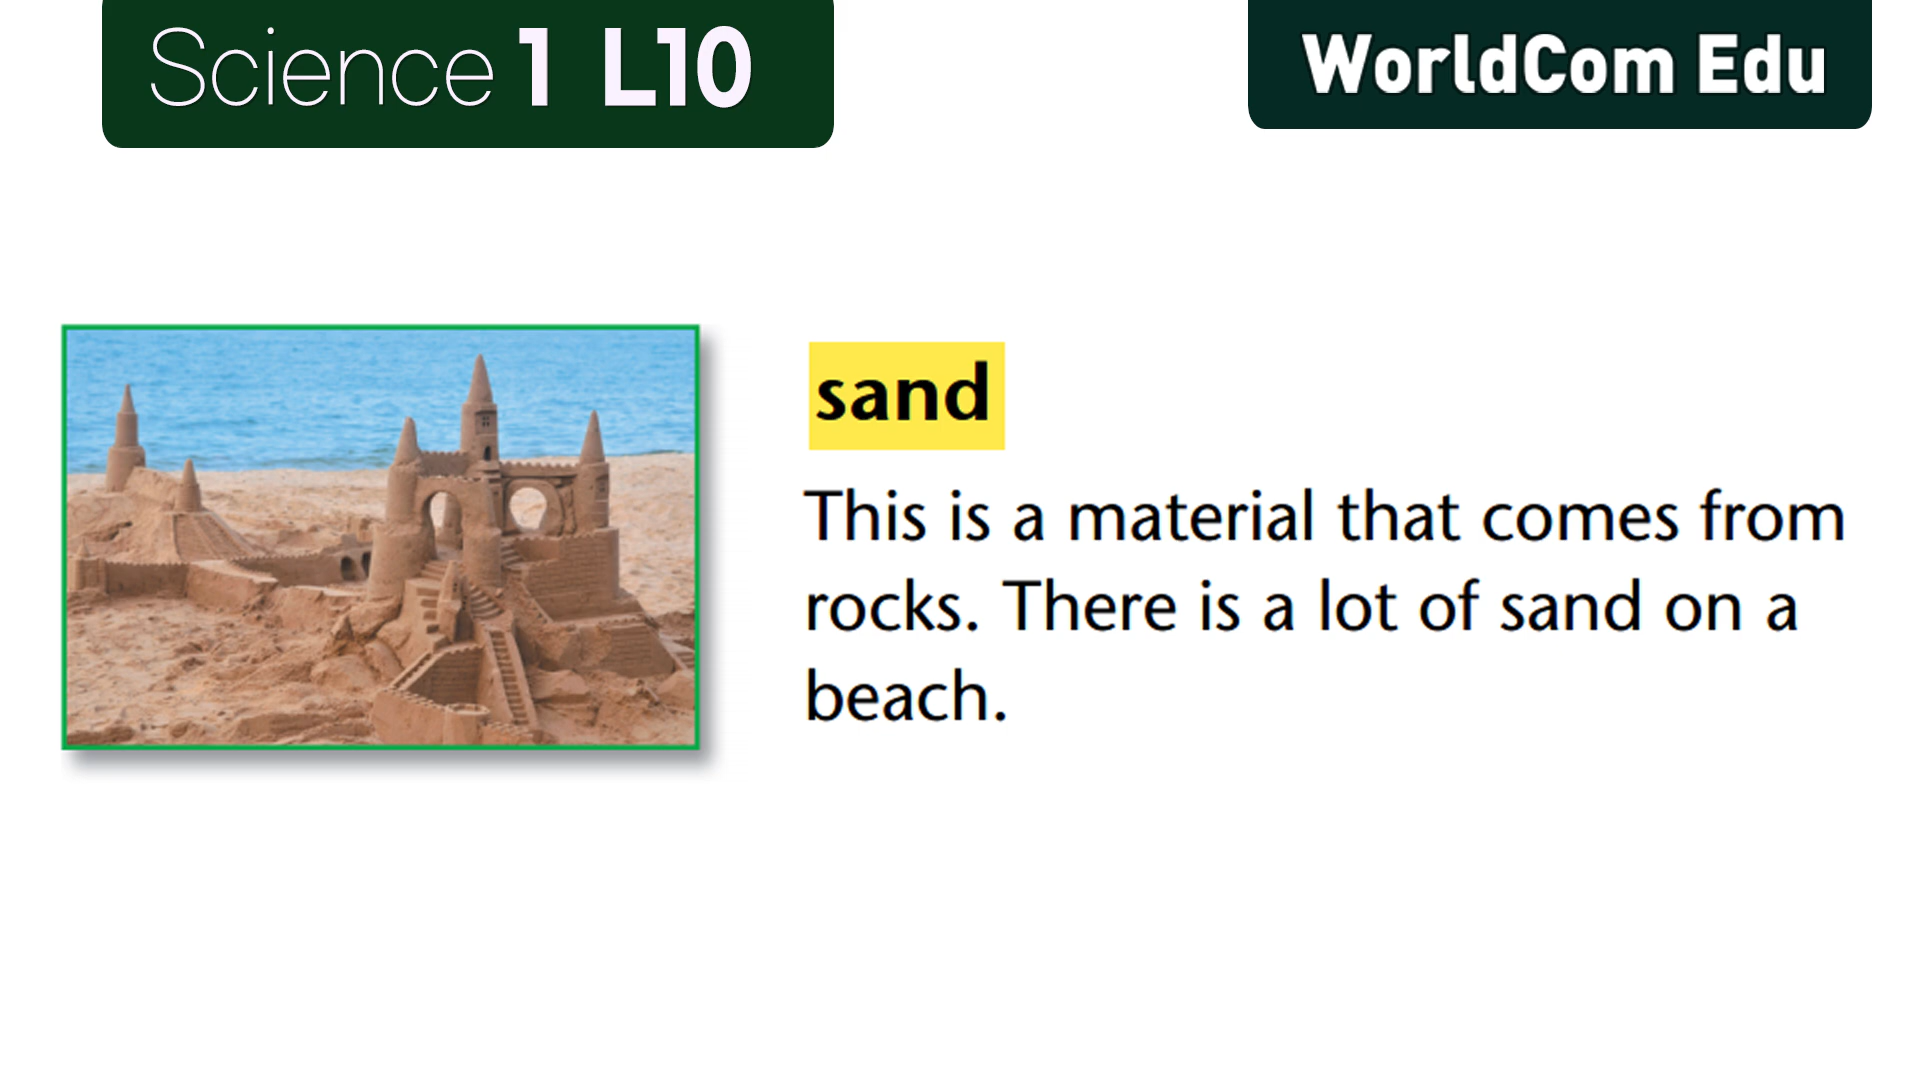 Science 1 L10
WorldCom Edu
sand
This is a material that comes from
rocks. There is a lot of sand on a
beach.